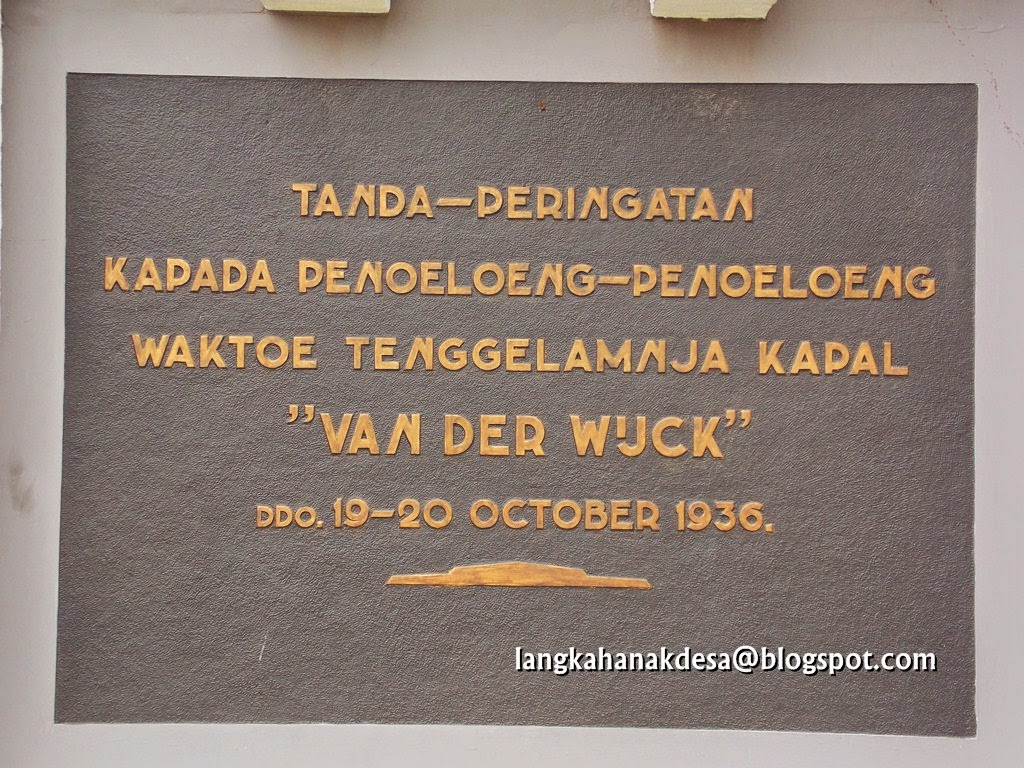 TANDA-PERINGATAN
KAPADA PENOELOENG-PENOELOENG
WAKTOE TENGGELAMNJA KAPAL
"VAN DER WIJCK"
DDO. 19-20 OCTOBER 1936.
langkahanakdesa@blogspot.com